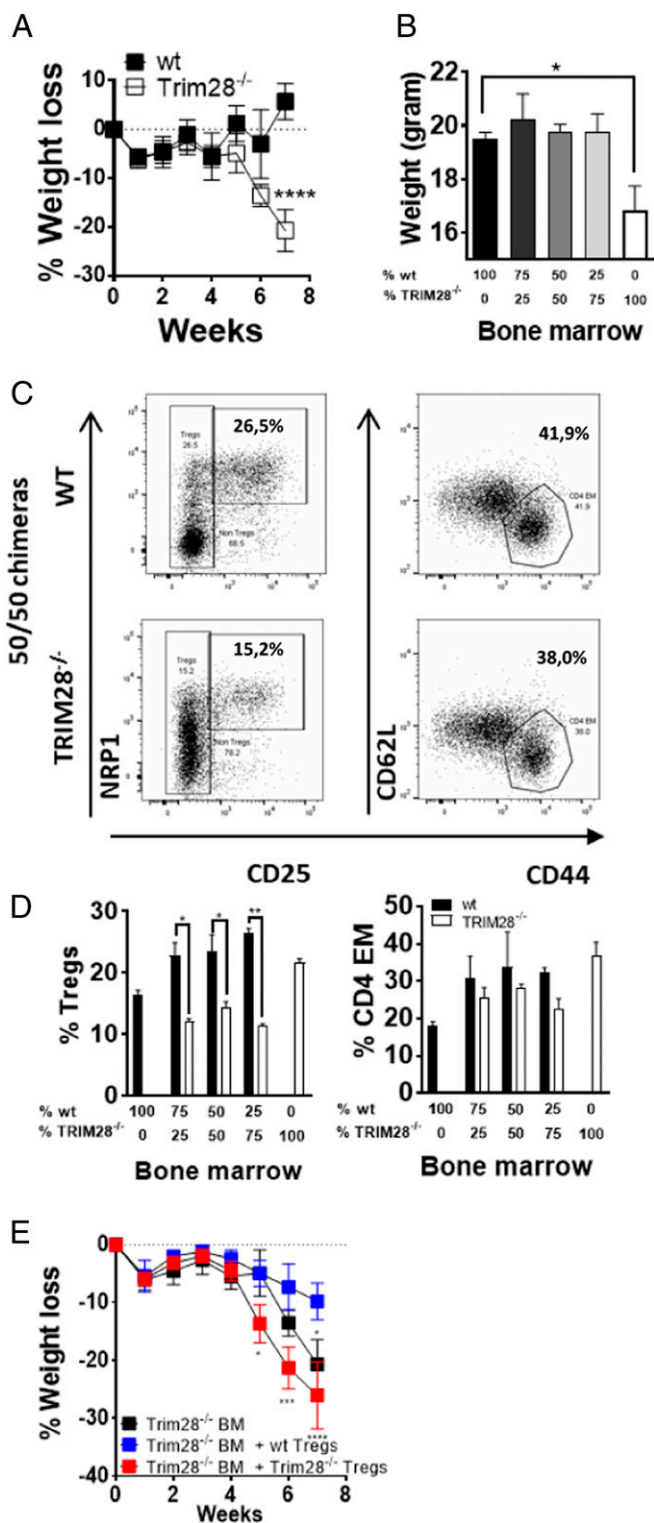 A
wt
Trim28-/-
10
0
-10
-20
-30
****
0 2 4 6 8
% Weight loss
Weeks
B
*
22
20
18
16
Weight (gram)
% wt 100 75 50 25 0
% TRIM28-/- 0 25 50 75 100
Bone marrow
C
50/50 chimeras
WT
TRIM28-/-
26,5%
Tregs
26.5
Non Tregs
66.5
41,9%
CD4 EM
41.9
15,2%
Tregs
15.2
Non Tregs
78.2
38,0%
CD4 EM
38.0
NRP1
CD62L
CD25
CD44
D
30
20
10
0
% Tregs
* * **
% wt 100 75 50 25 0
% TRIM28-/- 0 25 50 75 100
Bone marrow
wt
TRIM28-/-
50
40
30
20
10
0
% CD4 EM
% wt 100 75 50 25 0
% TRIM28-/- 0 25 50 75 100
Bone marrow
E
0
-10
-20
-30
-40
% Weight loss
*
*
***
****
Trim28-/- BM
Trim28-/- BM + wt Tregs
Trim28-/- BM + Trim28-/- Tregs
0 2 4 6 8
Weeks